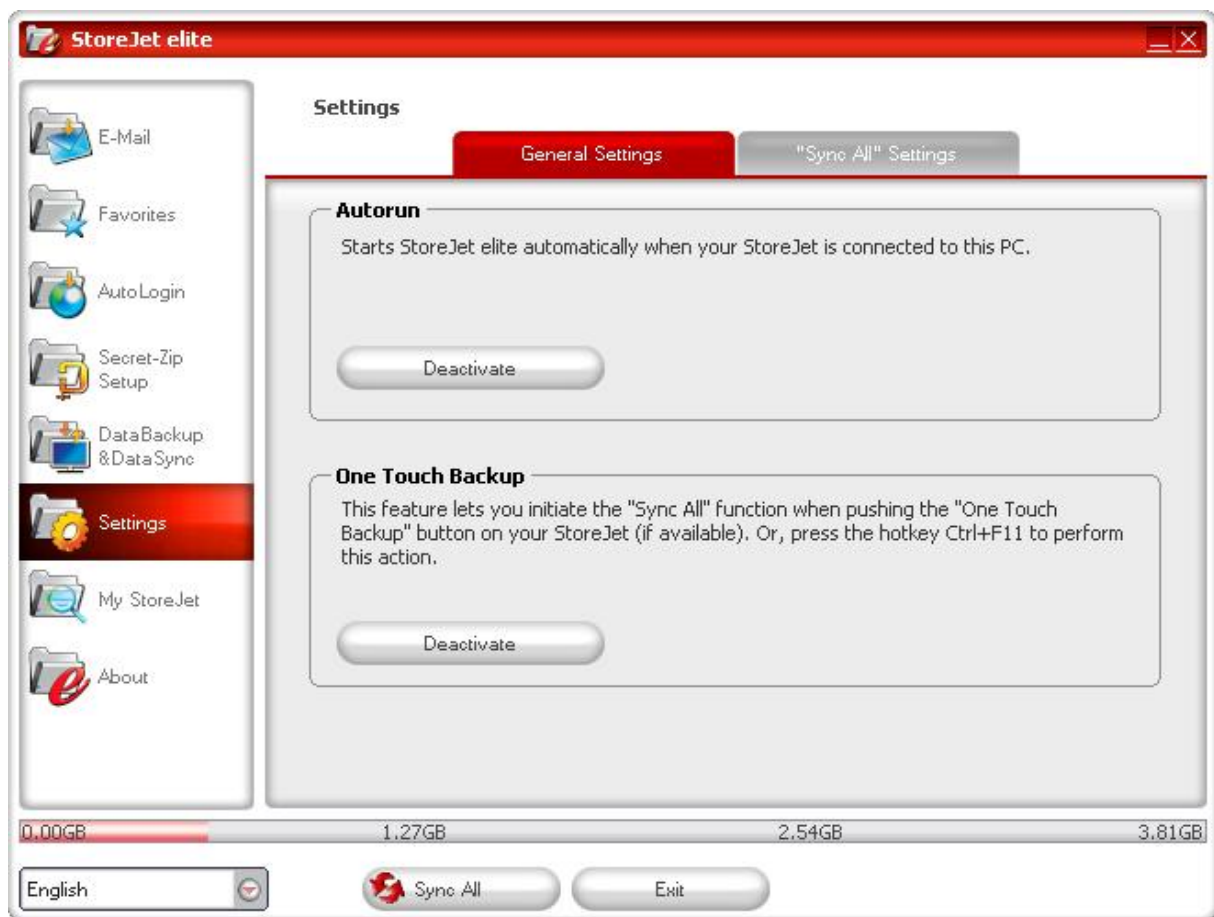 StoreJet elite
E-Mail
Favorites
AutoLogin
Secret-Zip
Setup
DataBackup
&DataSync
Settings
My StoreJet
About
Settings
General Settings
"Sync All" Settings
Autorun
Starts StoreJet elite automatically when your StoreJet is connected to this PC.
Deactivate
One Touch Backup
This feature lets you initiate the "Sync All" function when pushing the "One Touch
Backup" button on your StoreJet (if available). Or, press the hotkey Ctrl+F11 to perform
this action.
Deactivate
0.00GB
1.27GB
2.54GB
3.81GB
English
Sync All
Exit